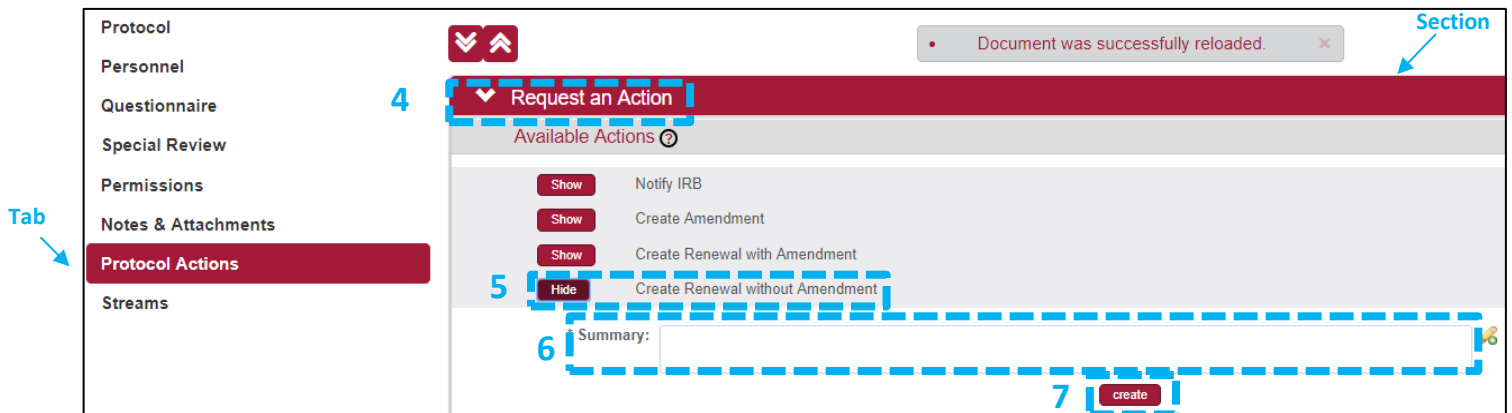 Protocol
Personnel
Questionnaire
Special Review
Permissions
Notes & Attachments
Protocol Actions
Streams
Tab
• Document was successfully reloaded. ×
Section
4 Request an Action
Available Actions ?
Show Notify IRB
Show Create Amendment
Show Create Renewal with Amendment
5 Hide Create Renewal without Amendment
6 * Summary:
7 create